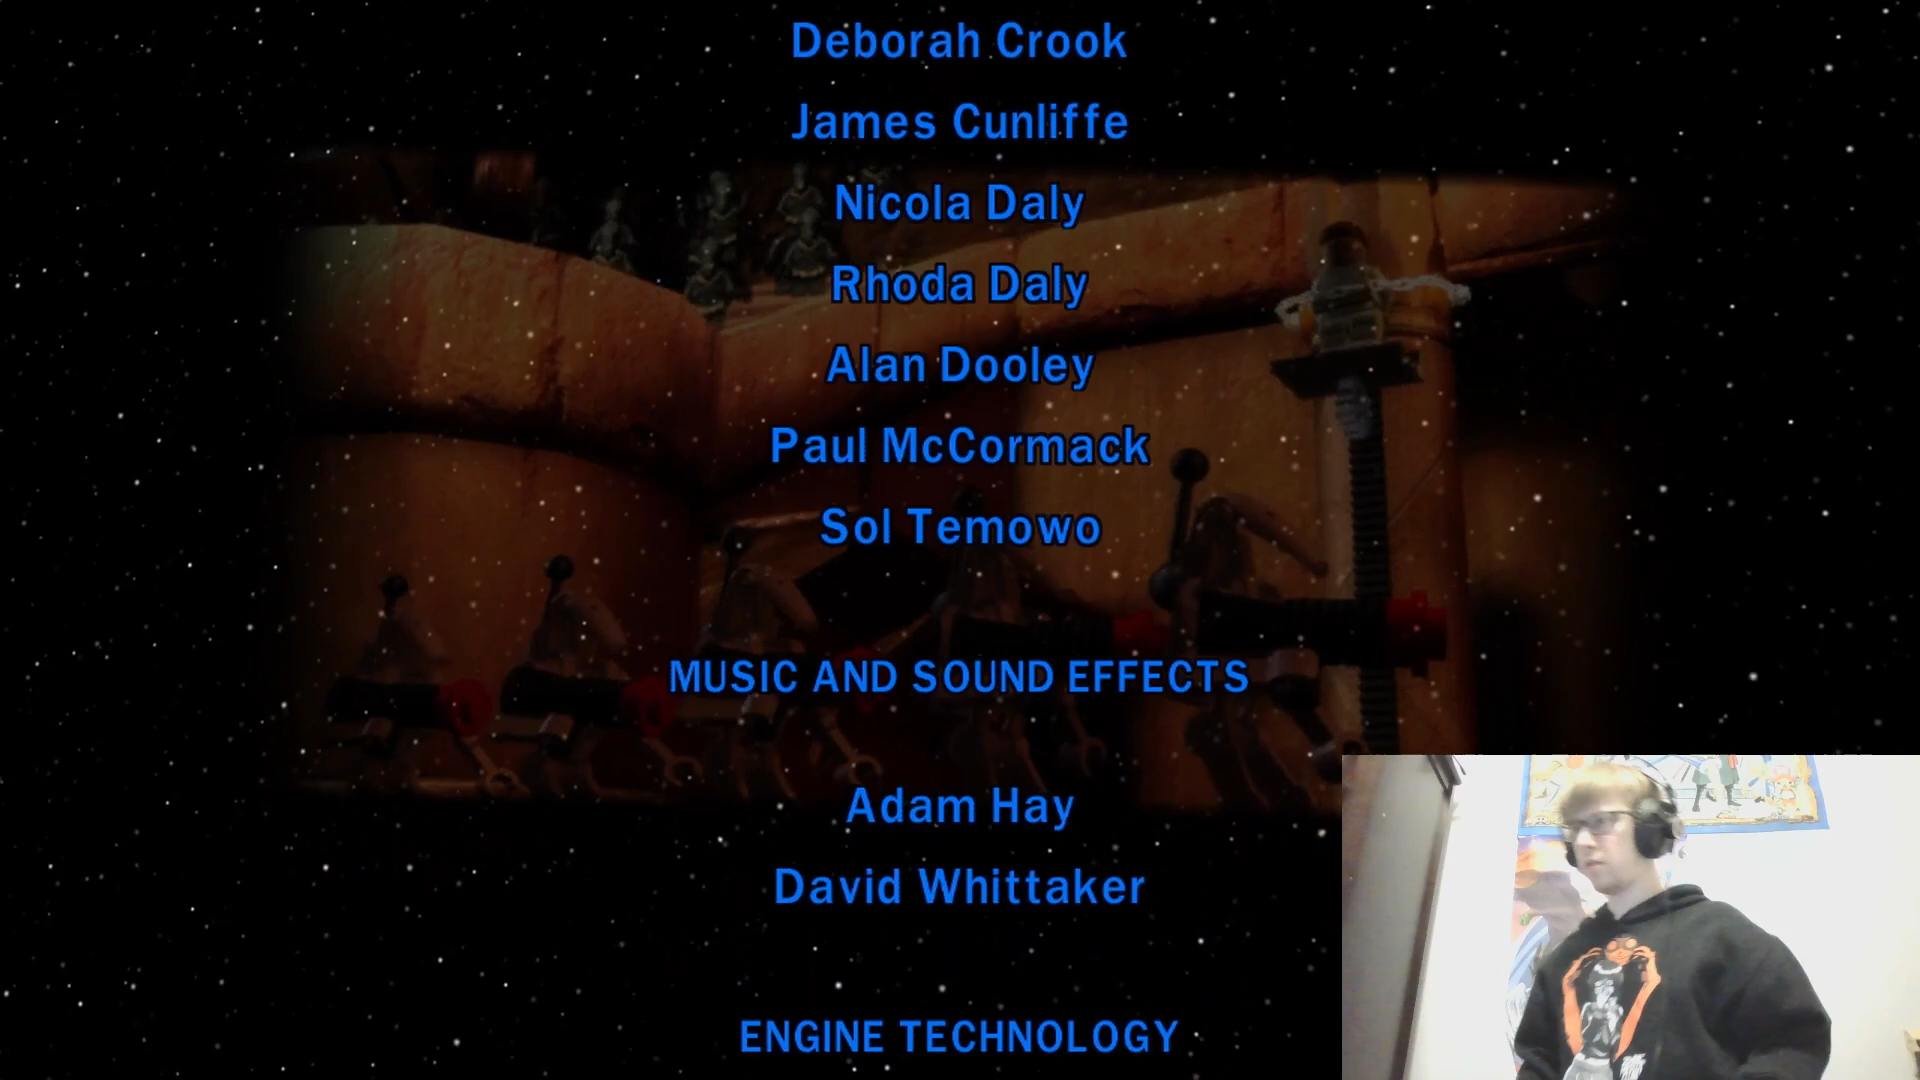 Deborah Crook
James Cunliffe
Nicola Daly
Rhoda Daly
Alan Dooley
Paul McCormack
Sol Temowo
MUSIC AND SOUND EFFECTS
Adam Hay
David Whittaker
ENGINE TECHNOLOGY